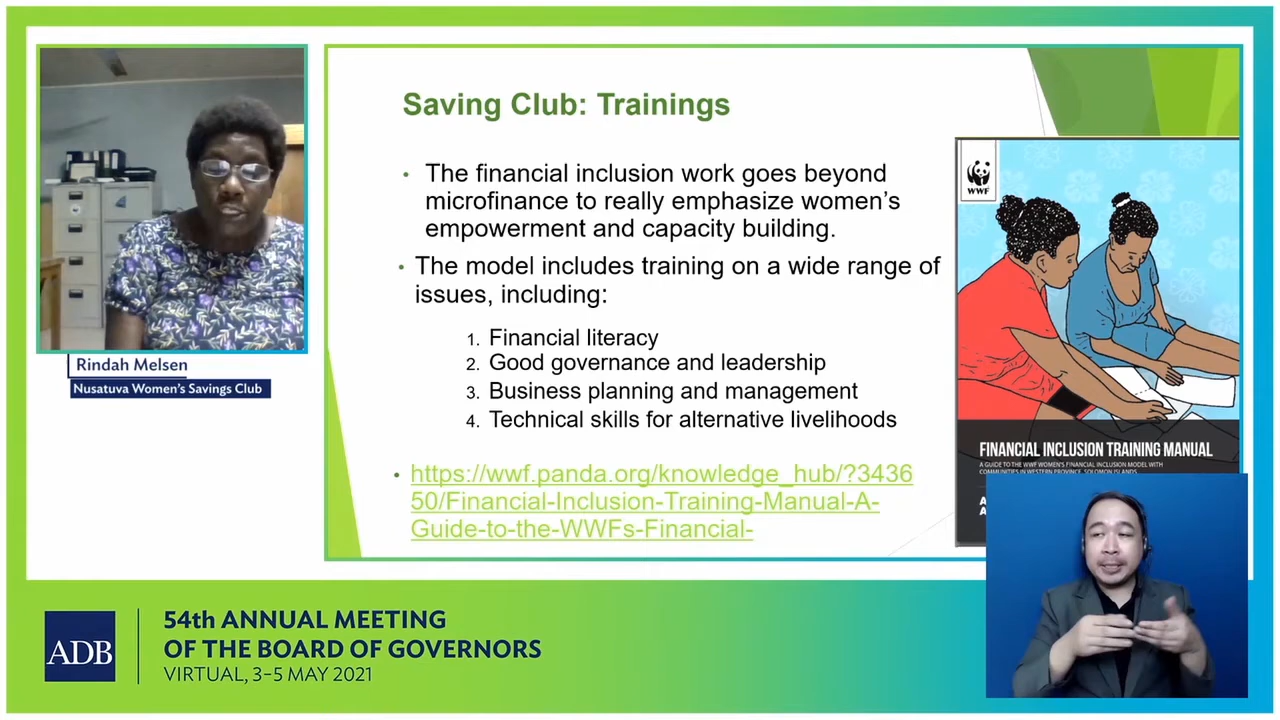 Saving Club: Trainings
• The financial inclusion work goes beyond
microfinance to really emphasize women’s
empowerment and capacity building.
• The model includes training on a wide range of
issues, including:
1. Financial literacy
2. Good governance and leadership
3. Business planning and management
4. Technical skills for alternative livelihoods
• https://wwf.panda.org/knowledge_hub/?3436
50/Financial-Inclusion-Training-Manual-A-
Guide-to-the-WWFs-Financial-
WWF
FINANCIAL INCLUSION TRAINING MANUAL
A GUIDE TO THE WWF WOMEN'S FINANCIAL INCLUSION MODEL WITH
COMMUNITIES IN WESTERN PROVINCE, SOLOMON ISLANDS
Rindah Melsen
Nusatuva Women’s Savings Club
ADB
54th ANNUAL MEETING
OF THE BOARD OF GOVERNORS
VIRTUAL, 3–5 MAY 2021